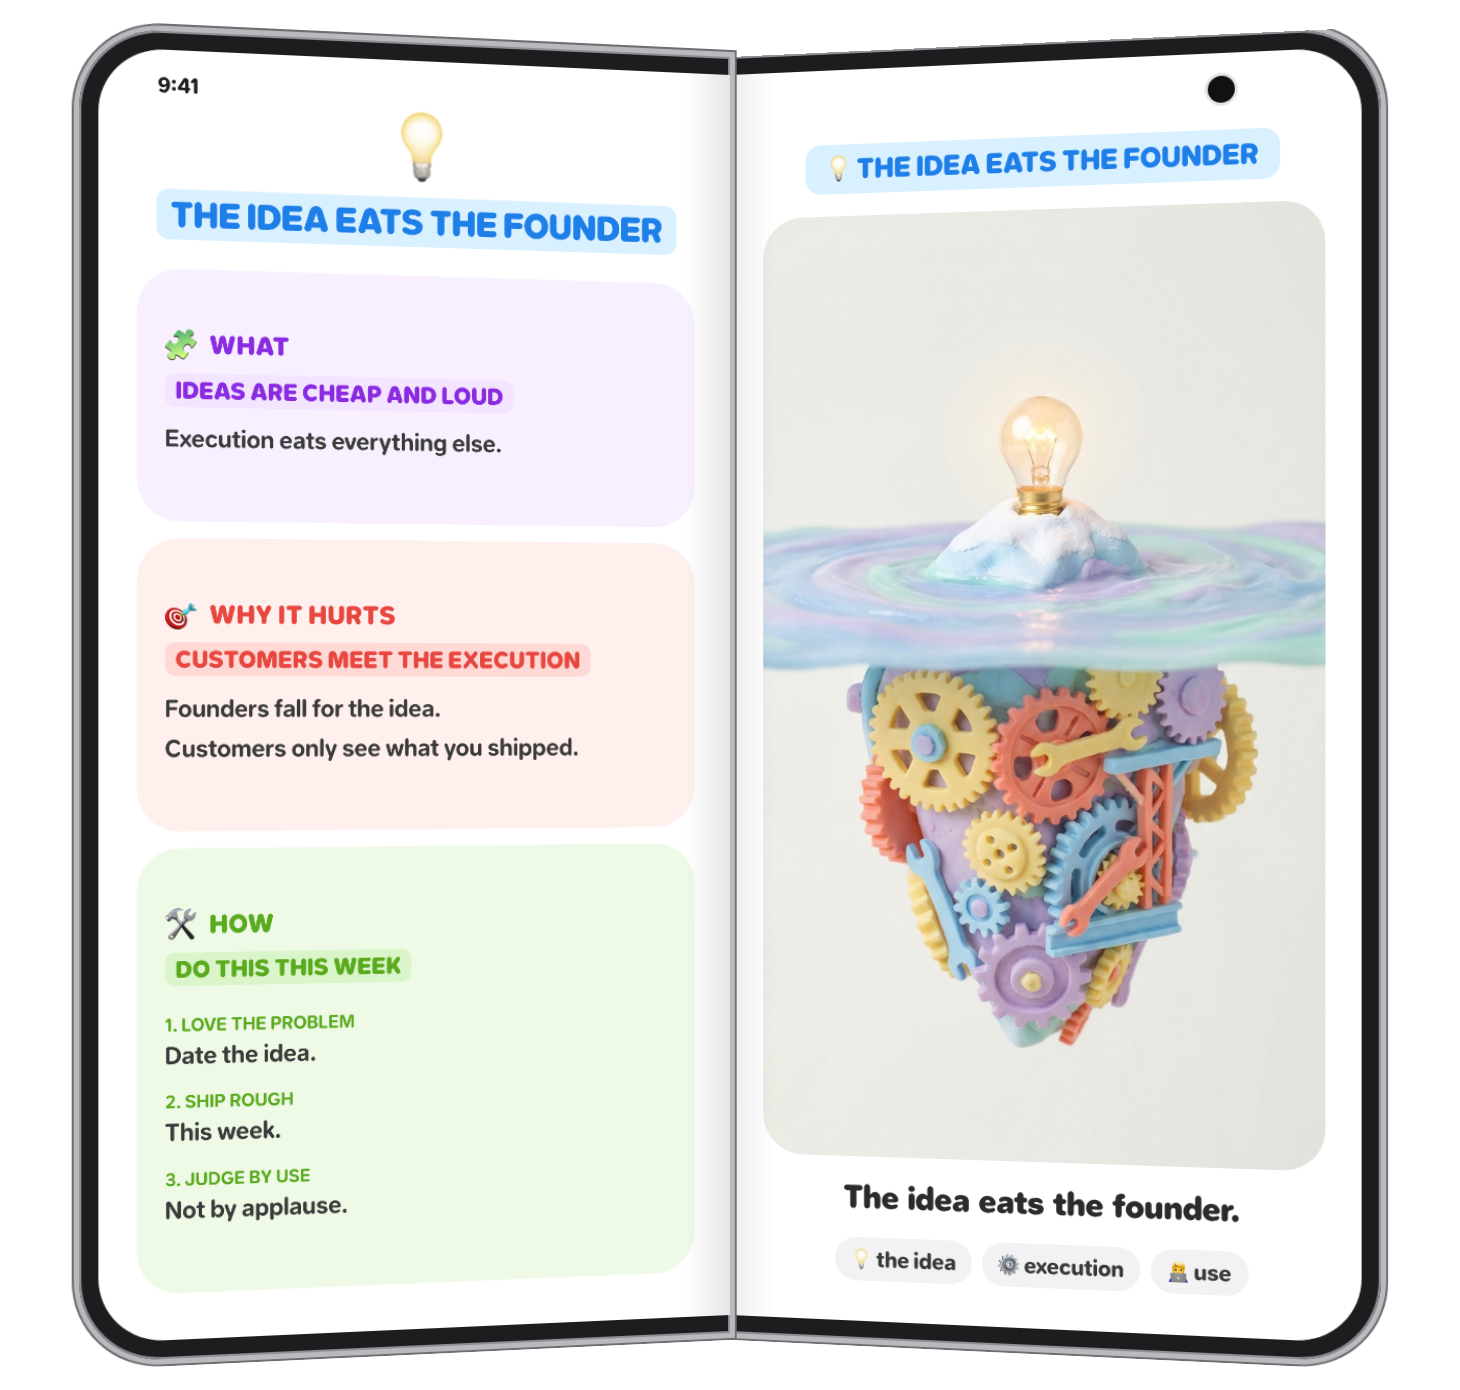 9:41
THE IDEA EATS THE FOUNDER
WHAT
IDEAS ARE CHEAP AND LOUD
Execution eats everything else.
WHY IT HURTS
CUSTOMERS MEET THE EXECUTION
Founders fall for the idea.
Customers only see what you shipped.
HOW
DO THIS THIS WEEK
1. LOVE THE PROBLEM
Date the idea.
2. SHIP ROUGH
This week.
3. JUDGE BY USE
Not by applause.
THE IDEA EATS THE FOUNDER
The idea eats the founder.
the idea
execution
use